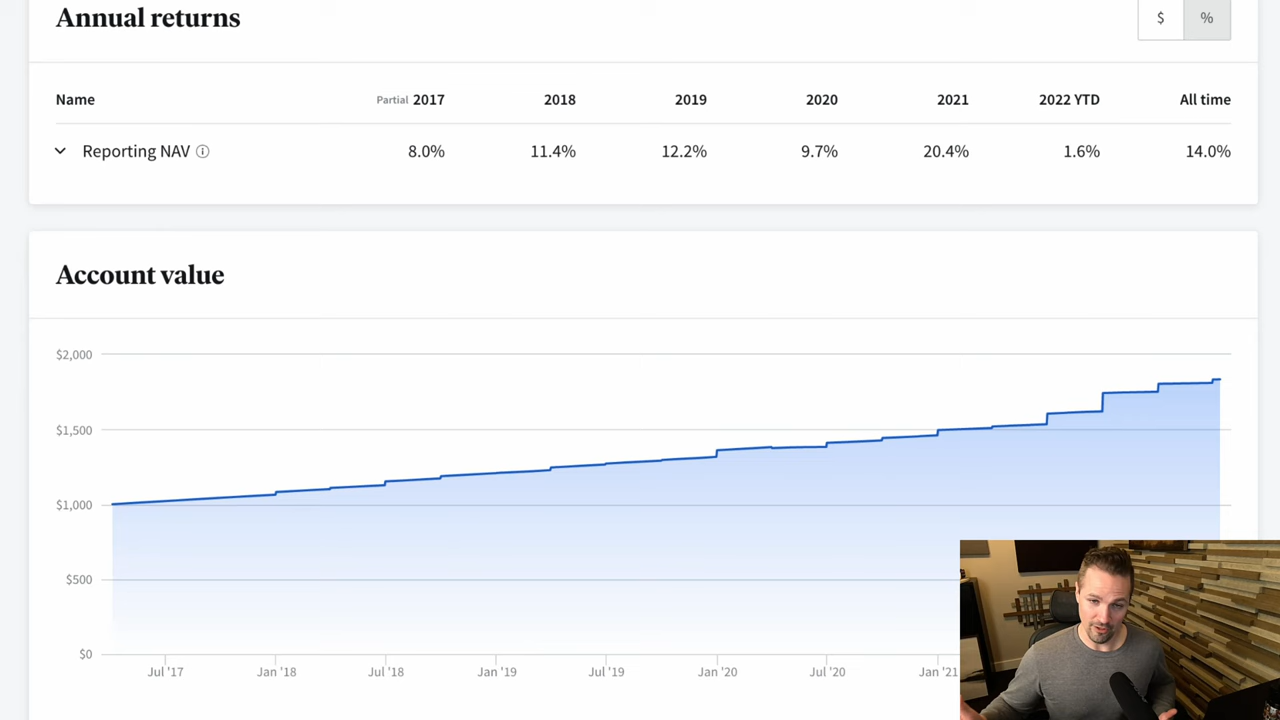 Annual returns
$ %
Name Partial 2017 2018 2019 2020 2021 2022 YTD All time
Reporting NAV 8.0% 11.4% 12.2% 9.7% 20.4% 1.6% 14.0%
Account value
$2,000
$1,500
$1,000
$500
$0
Jul '17 Jan '18 Jul '18 Jan '19 Jul '19 Jan '20 Jul '20 Jan '21